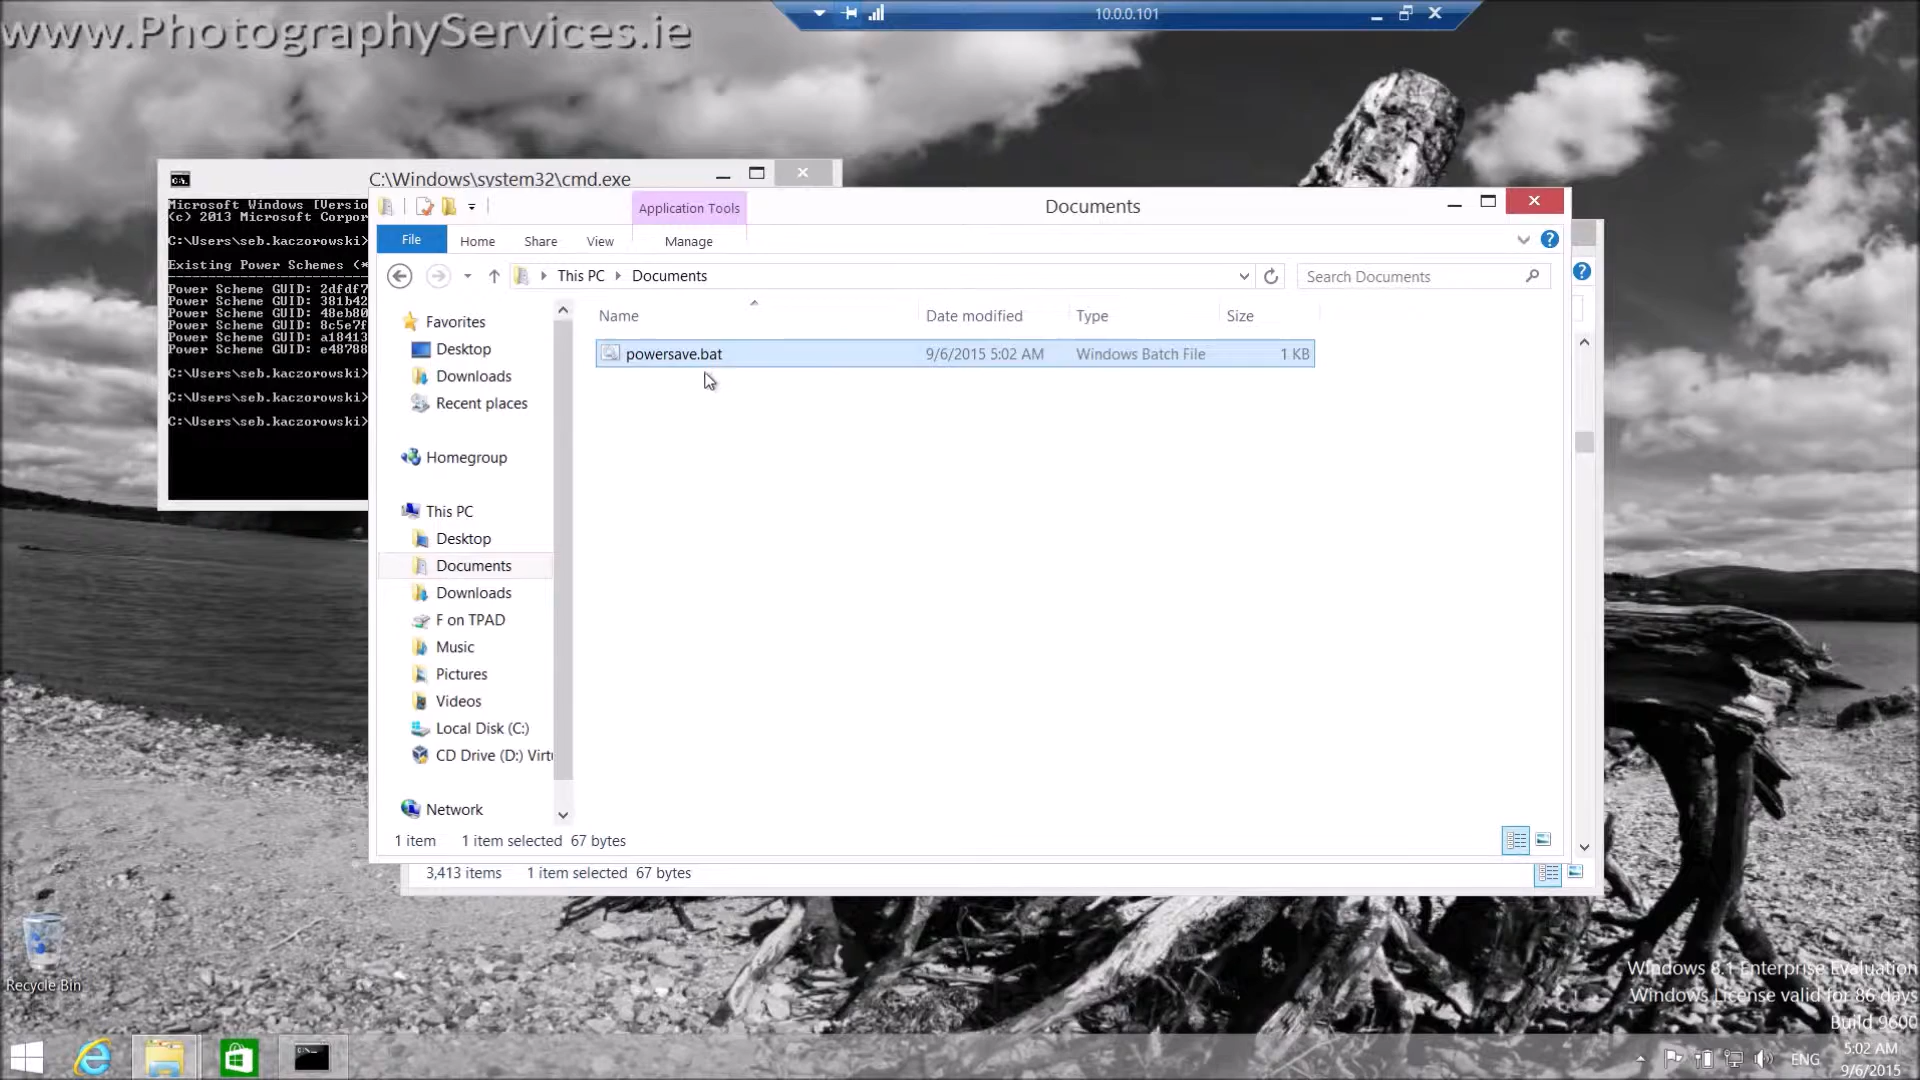 www.PhotographyServices.ie
10.0.0.101
C:\Windows\system32\cmd.exe
Microsoft Windows [Versio
(c) 2013 Microsoft Corpor
C:\Users\seb.kaczorowski>
Existing Power Schemes (*
Power Scheme GUID: 2dfdf7
Power Scheme GUID: 381b42
Power Scheme GUID: 48eb80
Power Scheme GUID: 8c5e7f
Power Scheme GUID: a18413
Power Scheme GUID: e48788
C:\Users\seb.kaczorowski>
C:\Users\seb.kaczorowski>
C:\Users\seb.kaczorowski>
Application Tools
Documents
File Home Share View Manage
This PC Documents
Search Documents
Name Date modified Type Size
powersave.bat 9/6/2015 5:02 AM Windows Batch File 1 KB
Favorites
Desktop
Downloads
Recent places
Homegroup
This PC
Desktop
Documents
Downloads
F on TPAD
Music
Pictures
Videos
Local Disk (C:)
CD Drive (D:) Virtu
Network
1 item 1 item selected 67 bytes
3,413 items 1 item selected 67 bytes
Recycle Bin
Windows 8.1 Enterprise Evaluation
Windows License valid for 86 days
Build 9600
ENG
5:02 AM
9/6/2015